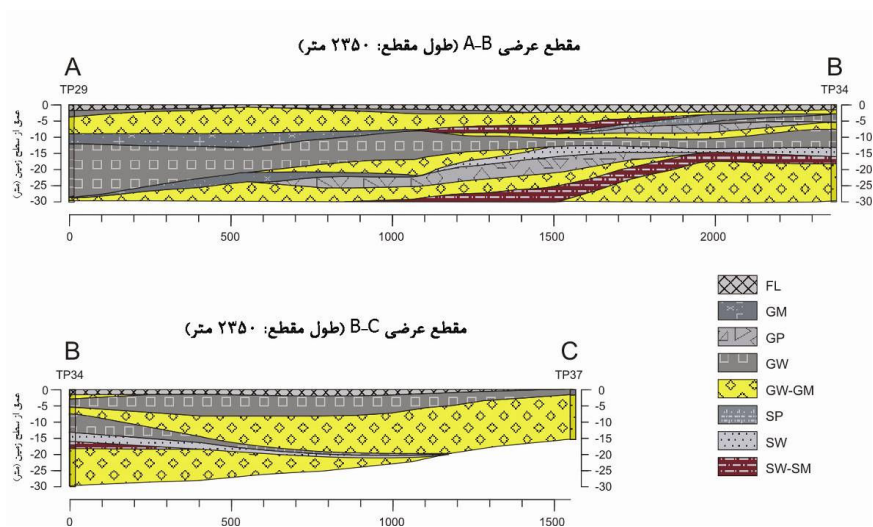 مقطع عرضی A-B (طول مقطع: ۲۳۵۰ متر)
A B
TP29 TP34
عمق از سطح زمین (متر)
0 0
-5 -5
-10 -10
-15 -15
-20 -20
-25 -25
-30 -30
0 500 1000 1500 2000
مقطع عرضی B-C (طول مقطع: ۲۳۵۰ متر)
B C
TP34 TP37
عمق از سطح زمین (متر)
0 0
-5 -5
-10 -10
-15 -15
-20 -20
-25 -25
-30 -30
0 500 1000 1500
FL
GM
GP
GW
GW-GM
SP
SW
SW-SM